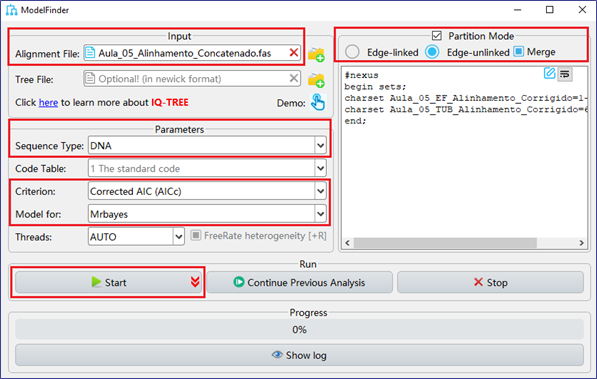 ModelFinder
Input
Alignment File: Aula_05_Alinhamento_Concatenado.fas
Tree File: Optional! (in newick format)
Click here to learn more about IQ-TREE Demo:
Parameters
Sequence Type: DNA
Code Table: 1 The standard code
Criterion: Corrected AIC (AICc)
Model for: Mrbayes
Threads: AUTO FreeRate heterogeneity [+R]
Partition Mode
Edge-linked Edge-unlinked Merge
#nexus
begin sets;
charset Aula_05_EF_Alinhamento_Corrigido=1-
charset Aula_05_TUB_Alinhamento_Corrigido=6
end;
Run
Start Continue Previous Analysis Stop
Progress
0%
Show log